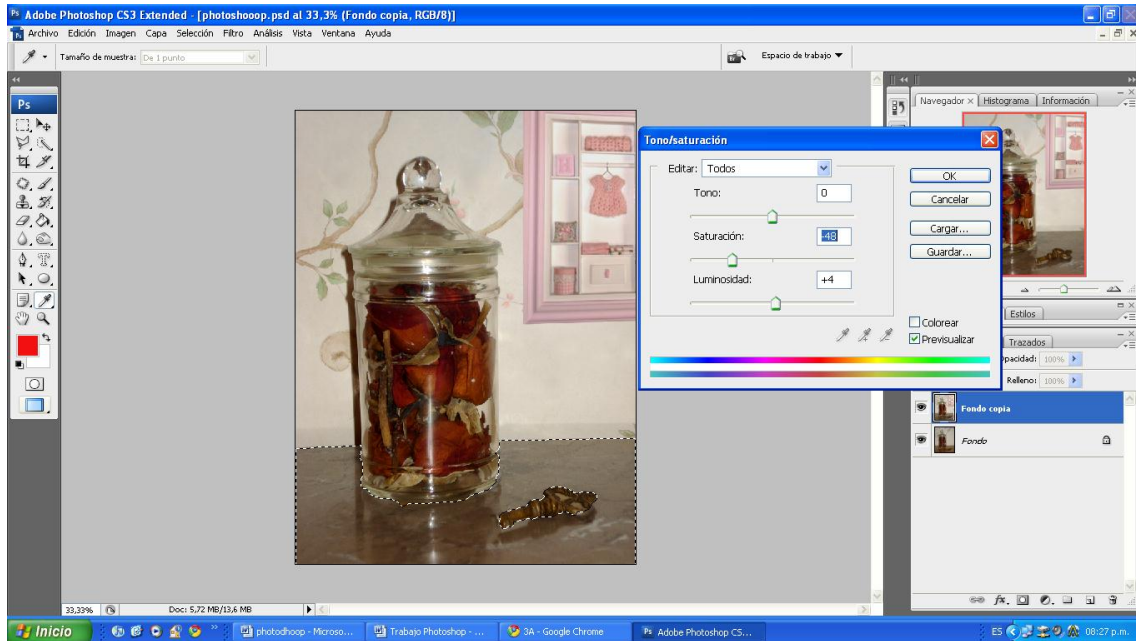 Adobe Photoshop CS3 Extended - [photoshooop.psd al 33,3% (Fondo copia, RGB/8)]
Archivo Edición Imagen Capa Selección Filtro Análisis Vista Ventana Ayuda
Tamaño de muestra: De 1 punto
Espacio de trabajo
Ps
Navegador × Histograma Información
Tono/saturación
Editar: Todos
OK
Tono: 0
Cancelar
Saturación: -48
Cargar...
Guardar...
Luminosidad: +4
Colorear
Previsualizar
Estilos
Trazados
Opacidad: 100%
Relleno: 100%
Fondo copia
Fondo
33,33%
Doc: 5,72 MB/13,6 MB
Inicio
photodhoop - Microso...
Trabajo Photoshop - ...
3A - Google Chrome
Adobe Photoshop CS...
ES
08:27 p.m.